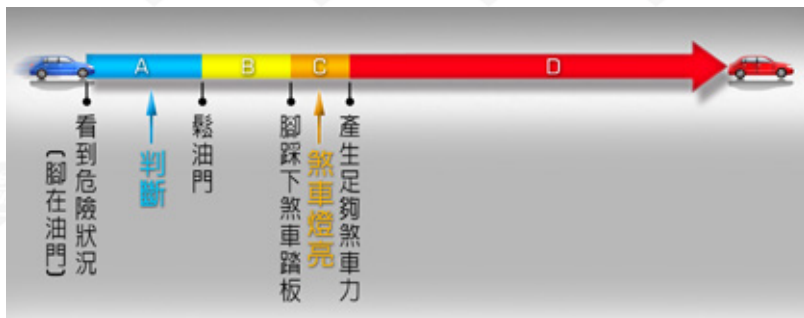 A
B
C
D
看到危險狀況
(腳在油門)
判斷
鬆油門
腳踩下煞車踏板
煞車燈亮
產生足夠煞車力